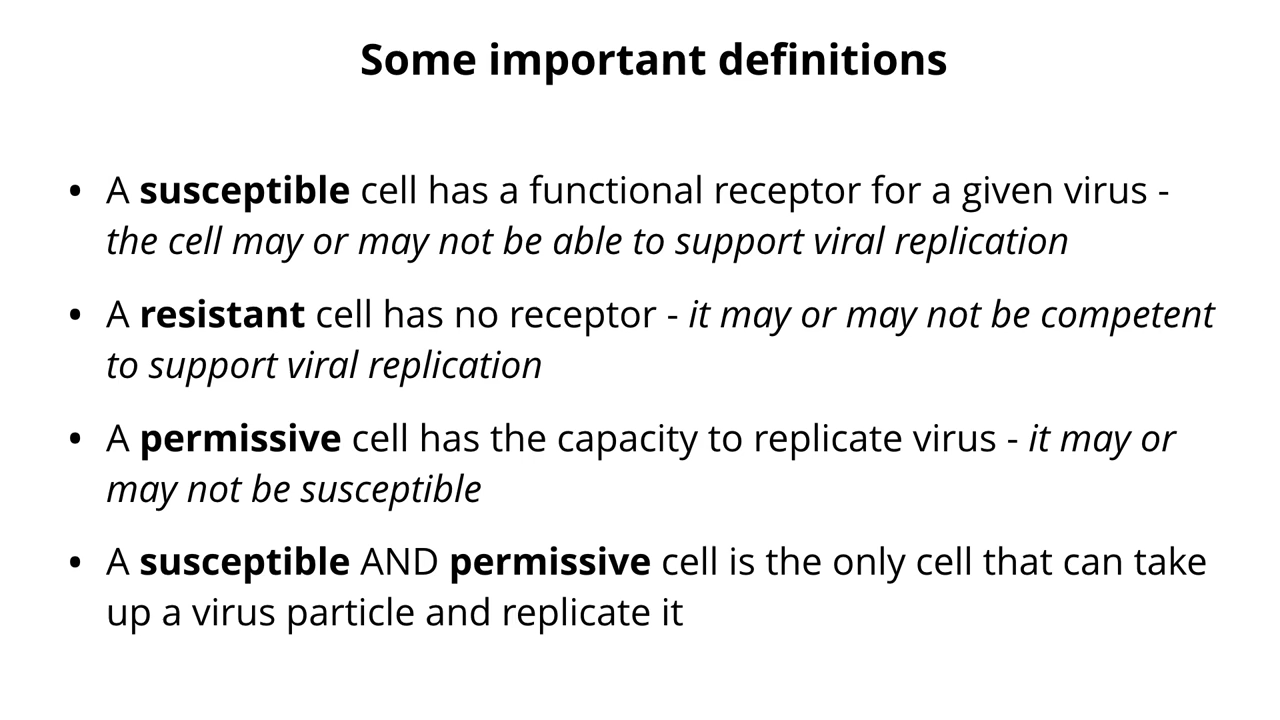 Some important definitions
• A susceptible cell has a functional receptor for a given virus -
the cell may or may not be able to support viral replication
• A resistant cell has no receptor - it may or may not be competent
to support viral replication
• A permissive cell has the capacity to replicate virus - it may or
may not be susceptible
• A susceptible AND permissive cell is the only cell that can take
up a virus particle and replicate it